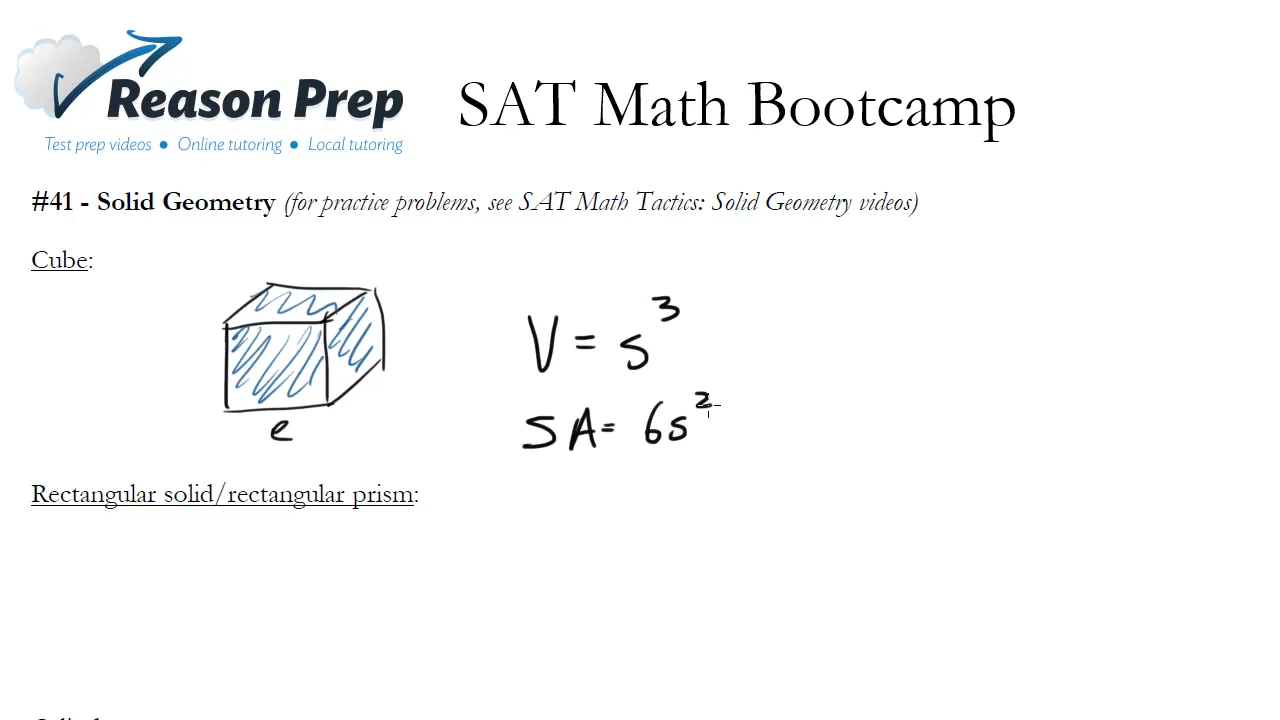 Reason Prep
Test prep videos ● Online tutoring ● Local tutoring
SAT Math Bootcamp
#41 - Solid Geometry (for practice problems, see SAT Math Tactics: Solid Geometry videos)
Cube:
V = s³
SA = 6s²
e
Rectangular solid/rectangular prism: